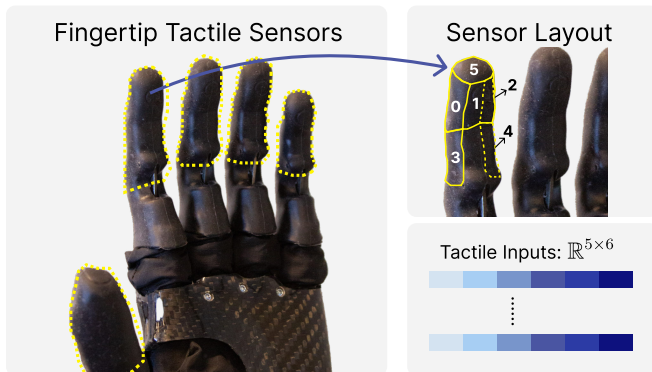 Fingertip Tactile Sensors
Sensor Layout
5
2
0
1
4
3
Tactile Inputs: ℝ^{5×6}